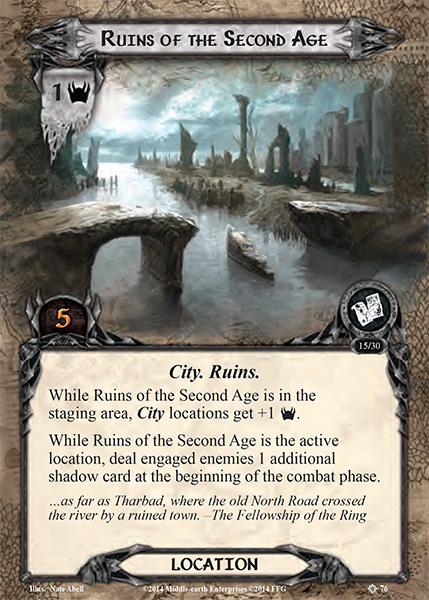 Ruins of the Second Age
1
5
15/30
City. Ruins.
While Ruins of the Second Age is in the
staging area, City locations get +1 .
While Ruins of the Second Age is the active
location, deal engaged enemies 1 additional
shadow card at the beginning of the combat phase.
...as far as Tharbad, where the old North Road crossed
the river by a ruined town. –The Fellowship of the Ring
LOCATION
Illus. Nate Abell
©2014 Middle-earth Enterprises ©2014 FFG
76